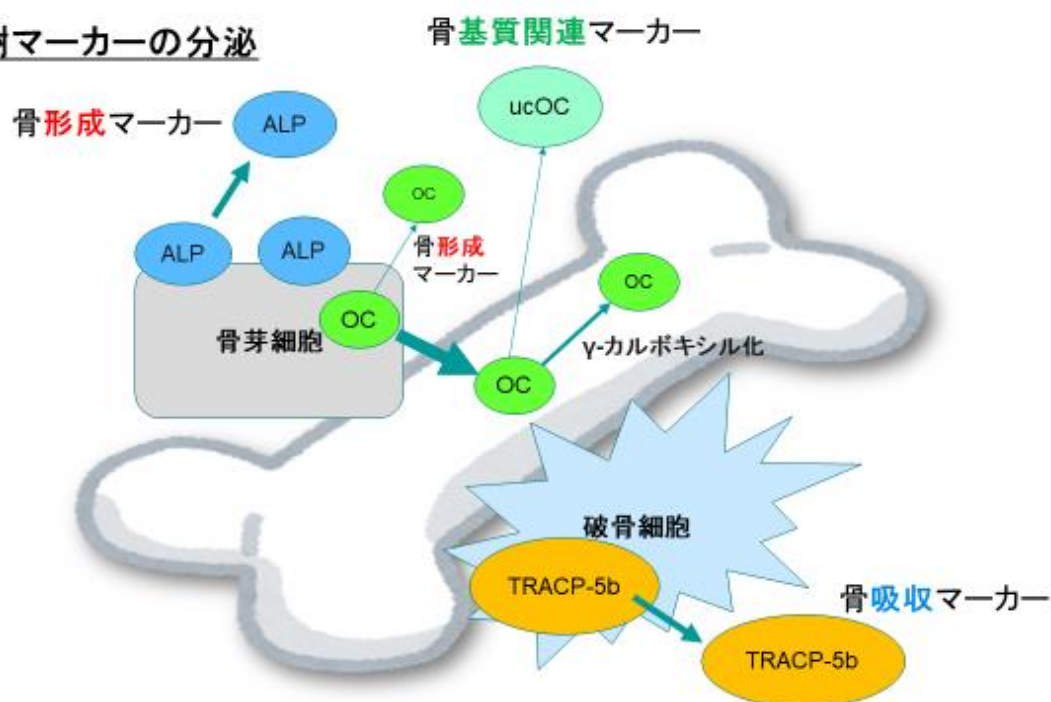 マーカーの分泌
骨基質関連マーカー
ucOC
骨形成マーカー
ALP
OC
骨形成
マーカー
ALP
ALP
OC
OC
骨芽細胞
γ-カルボキシル化
OC
破骨細胞
TRACP-5b
骨吸収マーカー
TRACP-5b